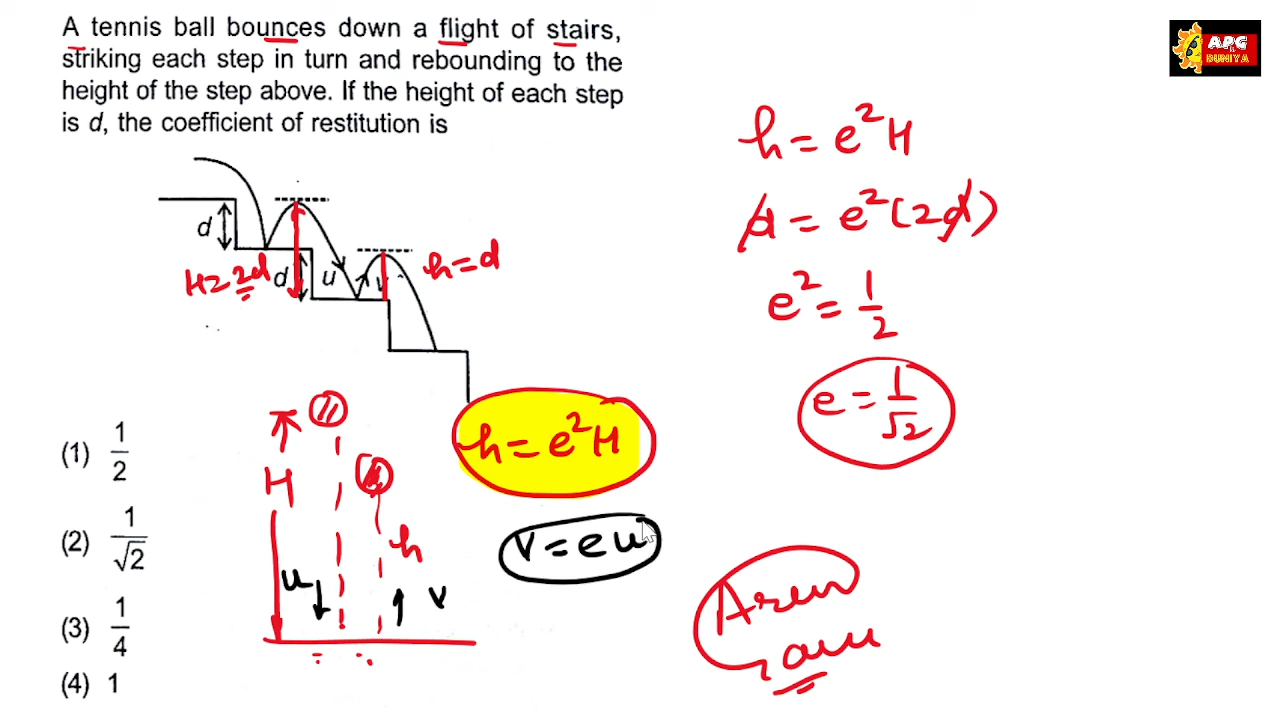 A tennis ball bounces down a flight of stairs,
striking each step in turn and rebounding to the
height of the step above. If the height of each step
is d, the coefficient of restitution is
APG
DUNIYA
h = e²H
d = e²(2d)
e² = 1/2
e = 1/√2
d
H = 2d
d
u
v
h = d
(1) 1/2
(2) 1/√2
(3) 1/4
(4) 1
H
h
u
v
h = e²H
v = eu